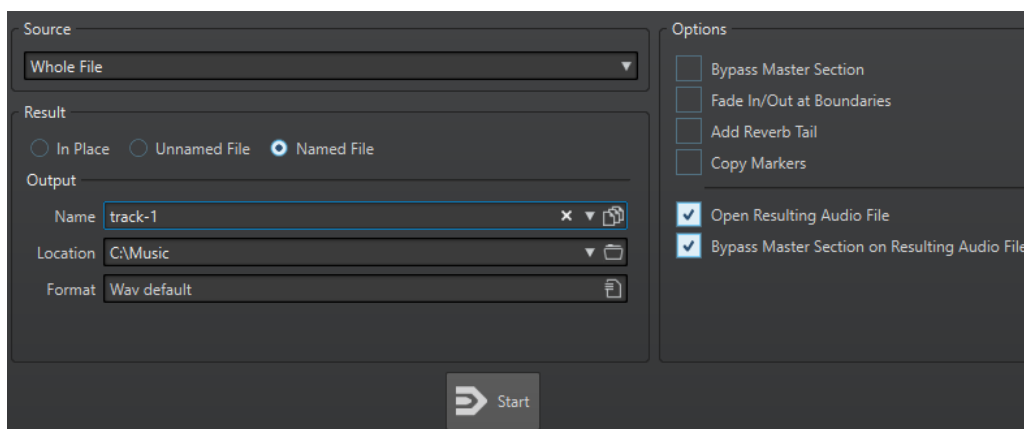 Source
Whole File
Result
In Place Unnamed File Named File
Output
Name track-1
Location C:\Music
Format Wav default
Options
Bypass Master Section
Fade In/Out at Boundaries
Add Reverb Tail
Copy Markers
Open Resulting Audio File
Bypass Master Section on Resulting Audio File
Start